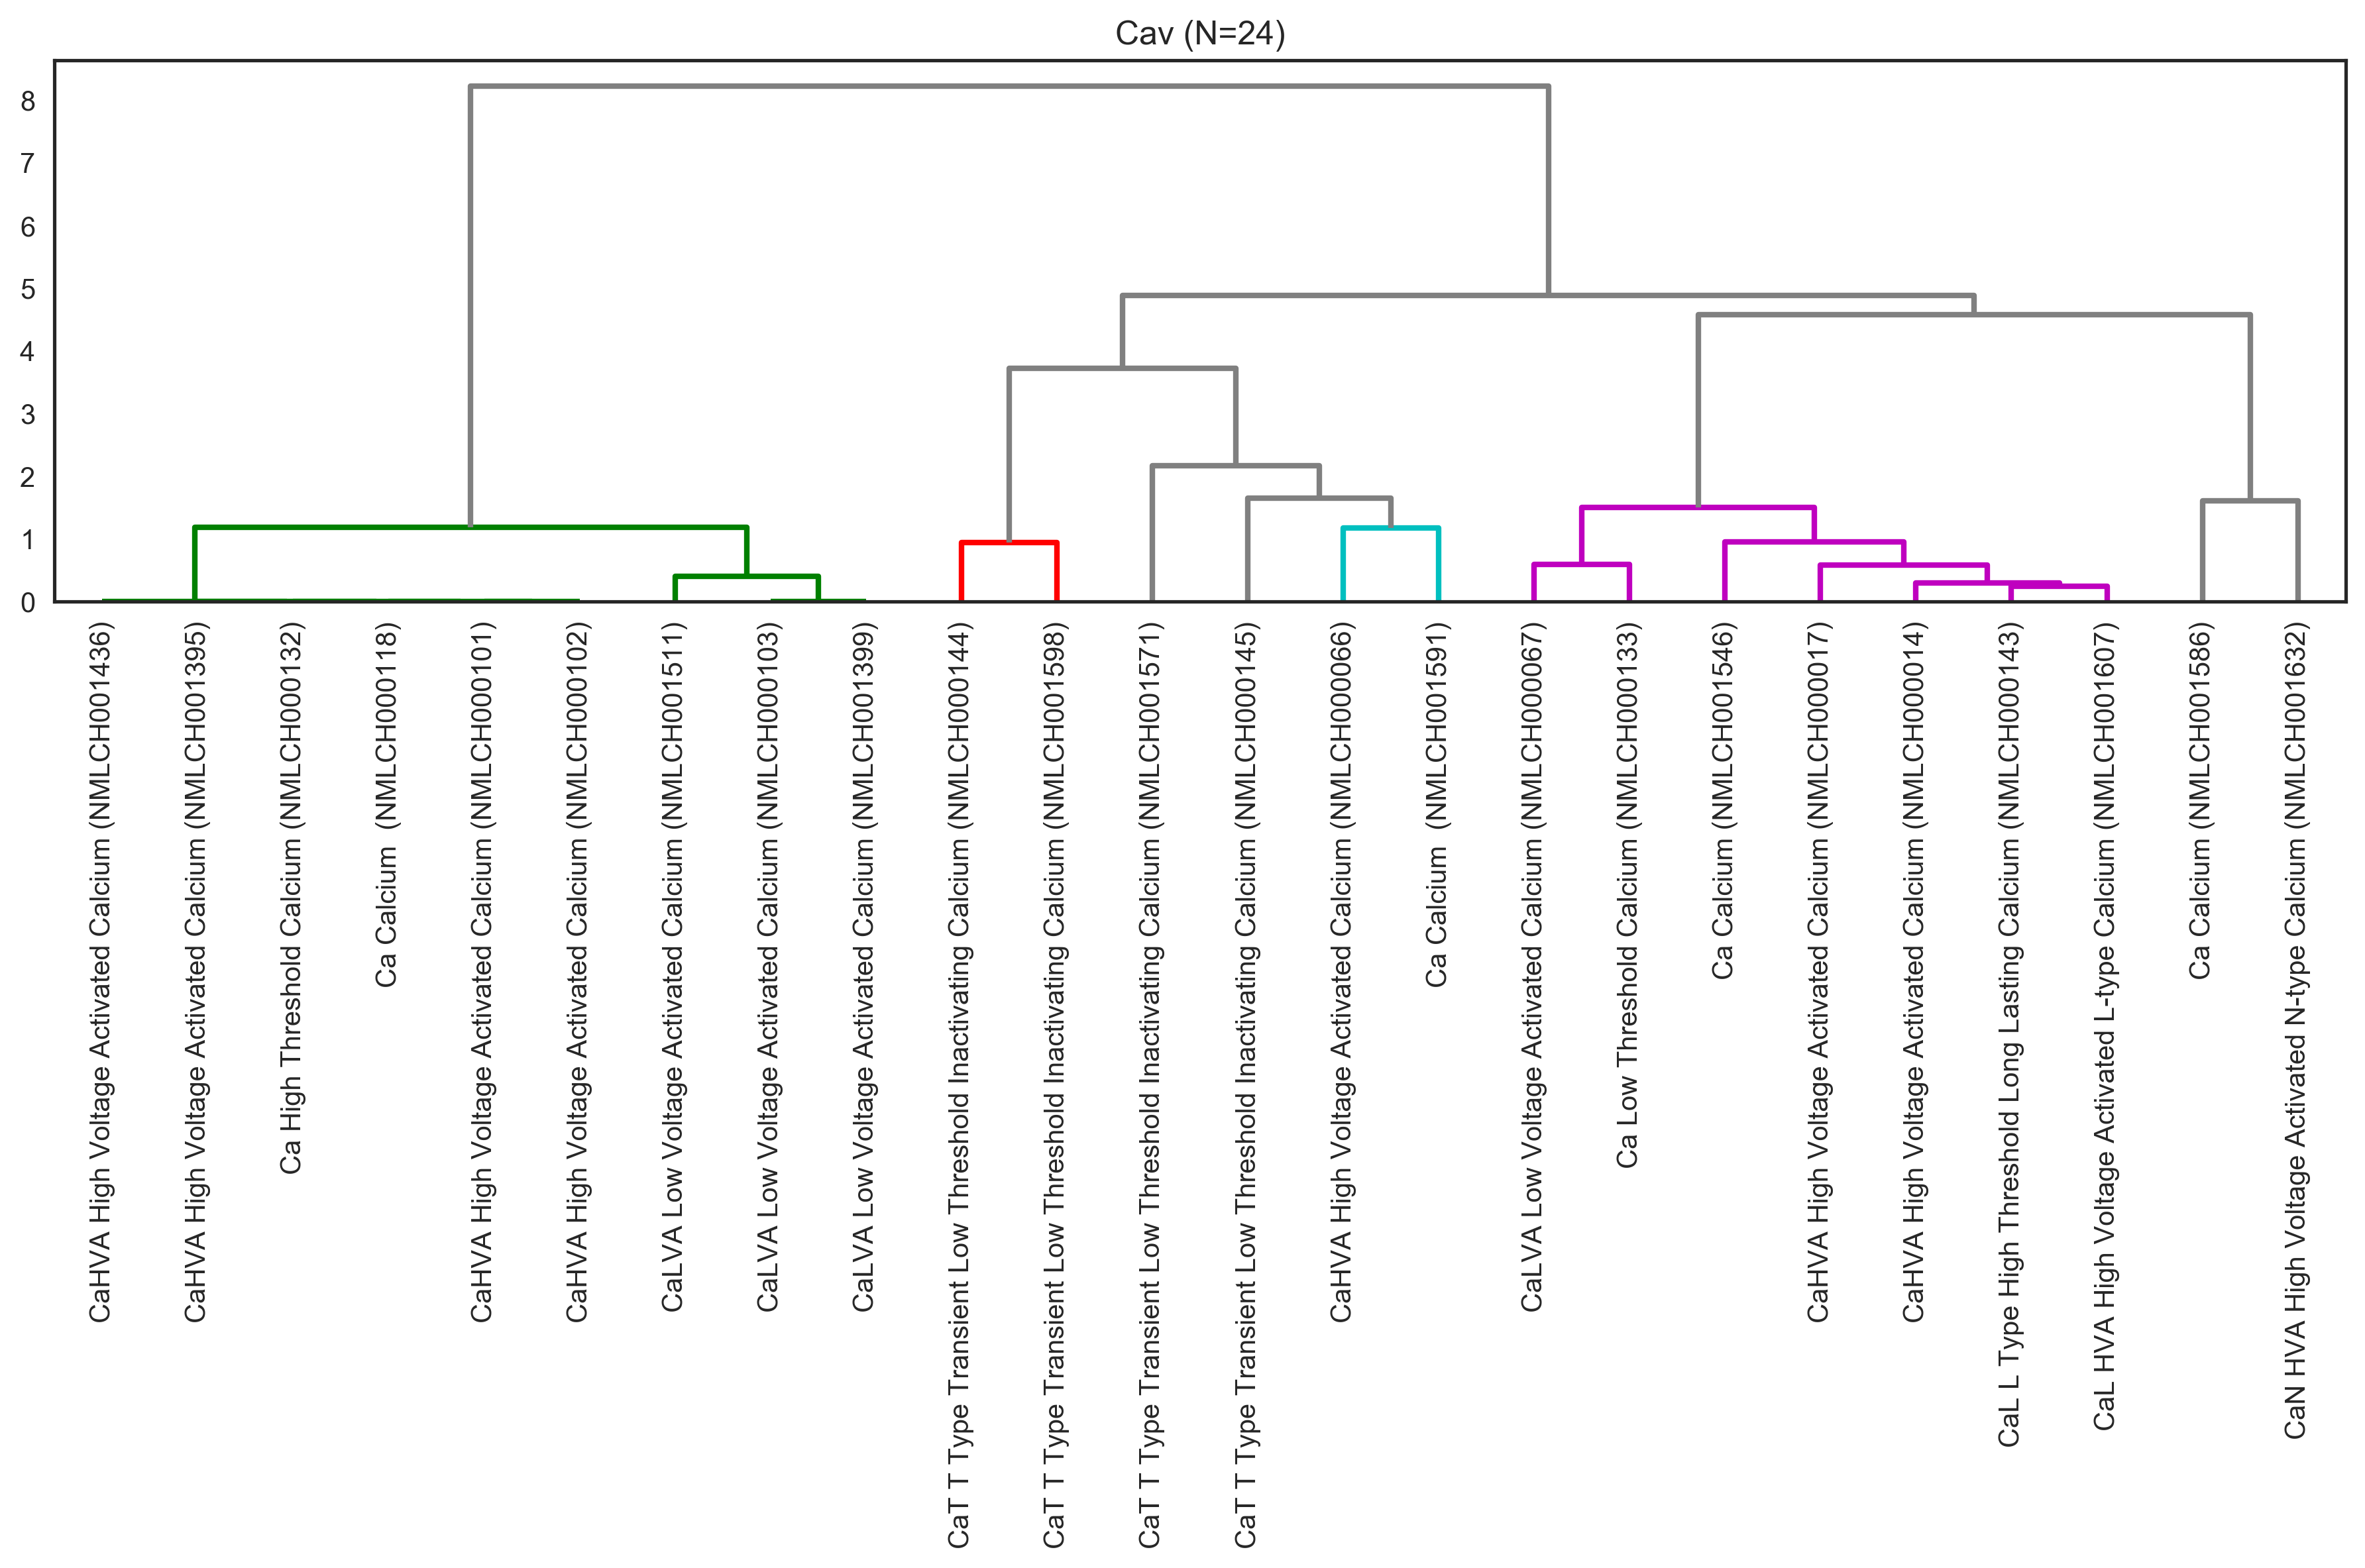 Cav (N=24)
8
7
6
5
4
3
2
1
0
CaHVA High Voltage Activated Calcium (NMLCH001436)
CaHVA High Voltage Activated Calcium (NMLCH001395)
Ca High Threshold Calcium (NMLCH000132)
Ca Calcium  (NMLCH000118)
CaHVA High Voltage Activated Calcium (NMLCH000101)
CaHVA High Voltage Activated Calcium (NMLCH000102)
CaLVA Low Voltage Activated Calcium (NMLCH001511)
CaLVA Low Voltage Activated Calcium (NMLCH000103)
CaLVA Low Voltage Activated Calcium (NMLCH001399)
CaT T Type Transient Low Threshold Inactivating Calcium (NMLCH000144)
CaT T Type Transient Low Threshold Inactivating Calcium (NMLCH001598)
CaT T Type Transient Low Threshold Inactivating Calcium (NMLCH001571)
CaT T Type Transient Low Threshold Inactivating Calcium (NMLCH000145)
CaHVA High Voltage Activated Calcium (NMLCH000066)
Ca Calcium  (NMLCH001591)
CaLVA Low Voltage Activated Calcium (NMLCH000067)
Ca Low Threshold Calcium (NMLCH000133)
Ca Calcium (NMLCH001546)
CaHVA High Voltage Activated Calcium (NMLCH000017)
CaHVA High Voltage Activated Calcium (NMLCH000014)
CaL L Type High Threshold Long Lasting Calcium (NMLCH000143)
CaL HVA High Voltage Activated L-type Calcium (NMLCH001607)
Ca Calcium (NMLCH001586)
CaN HVA High Voltage Activated N-type Calcium (NMLCH001632)